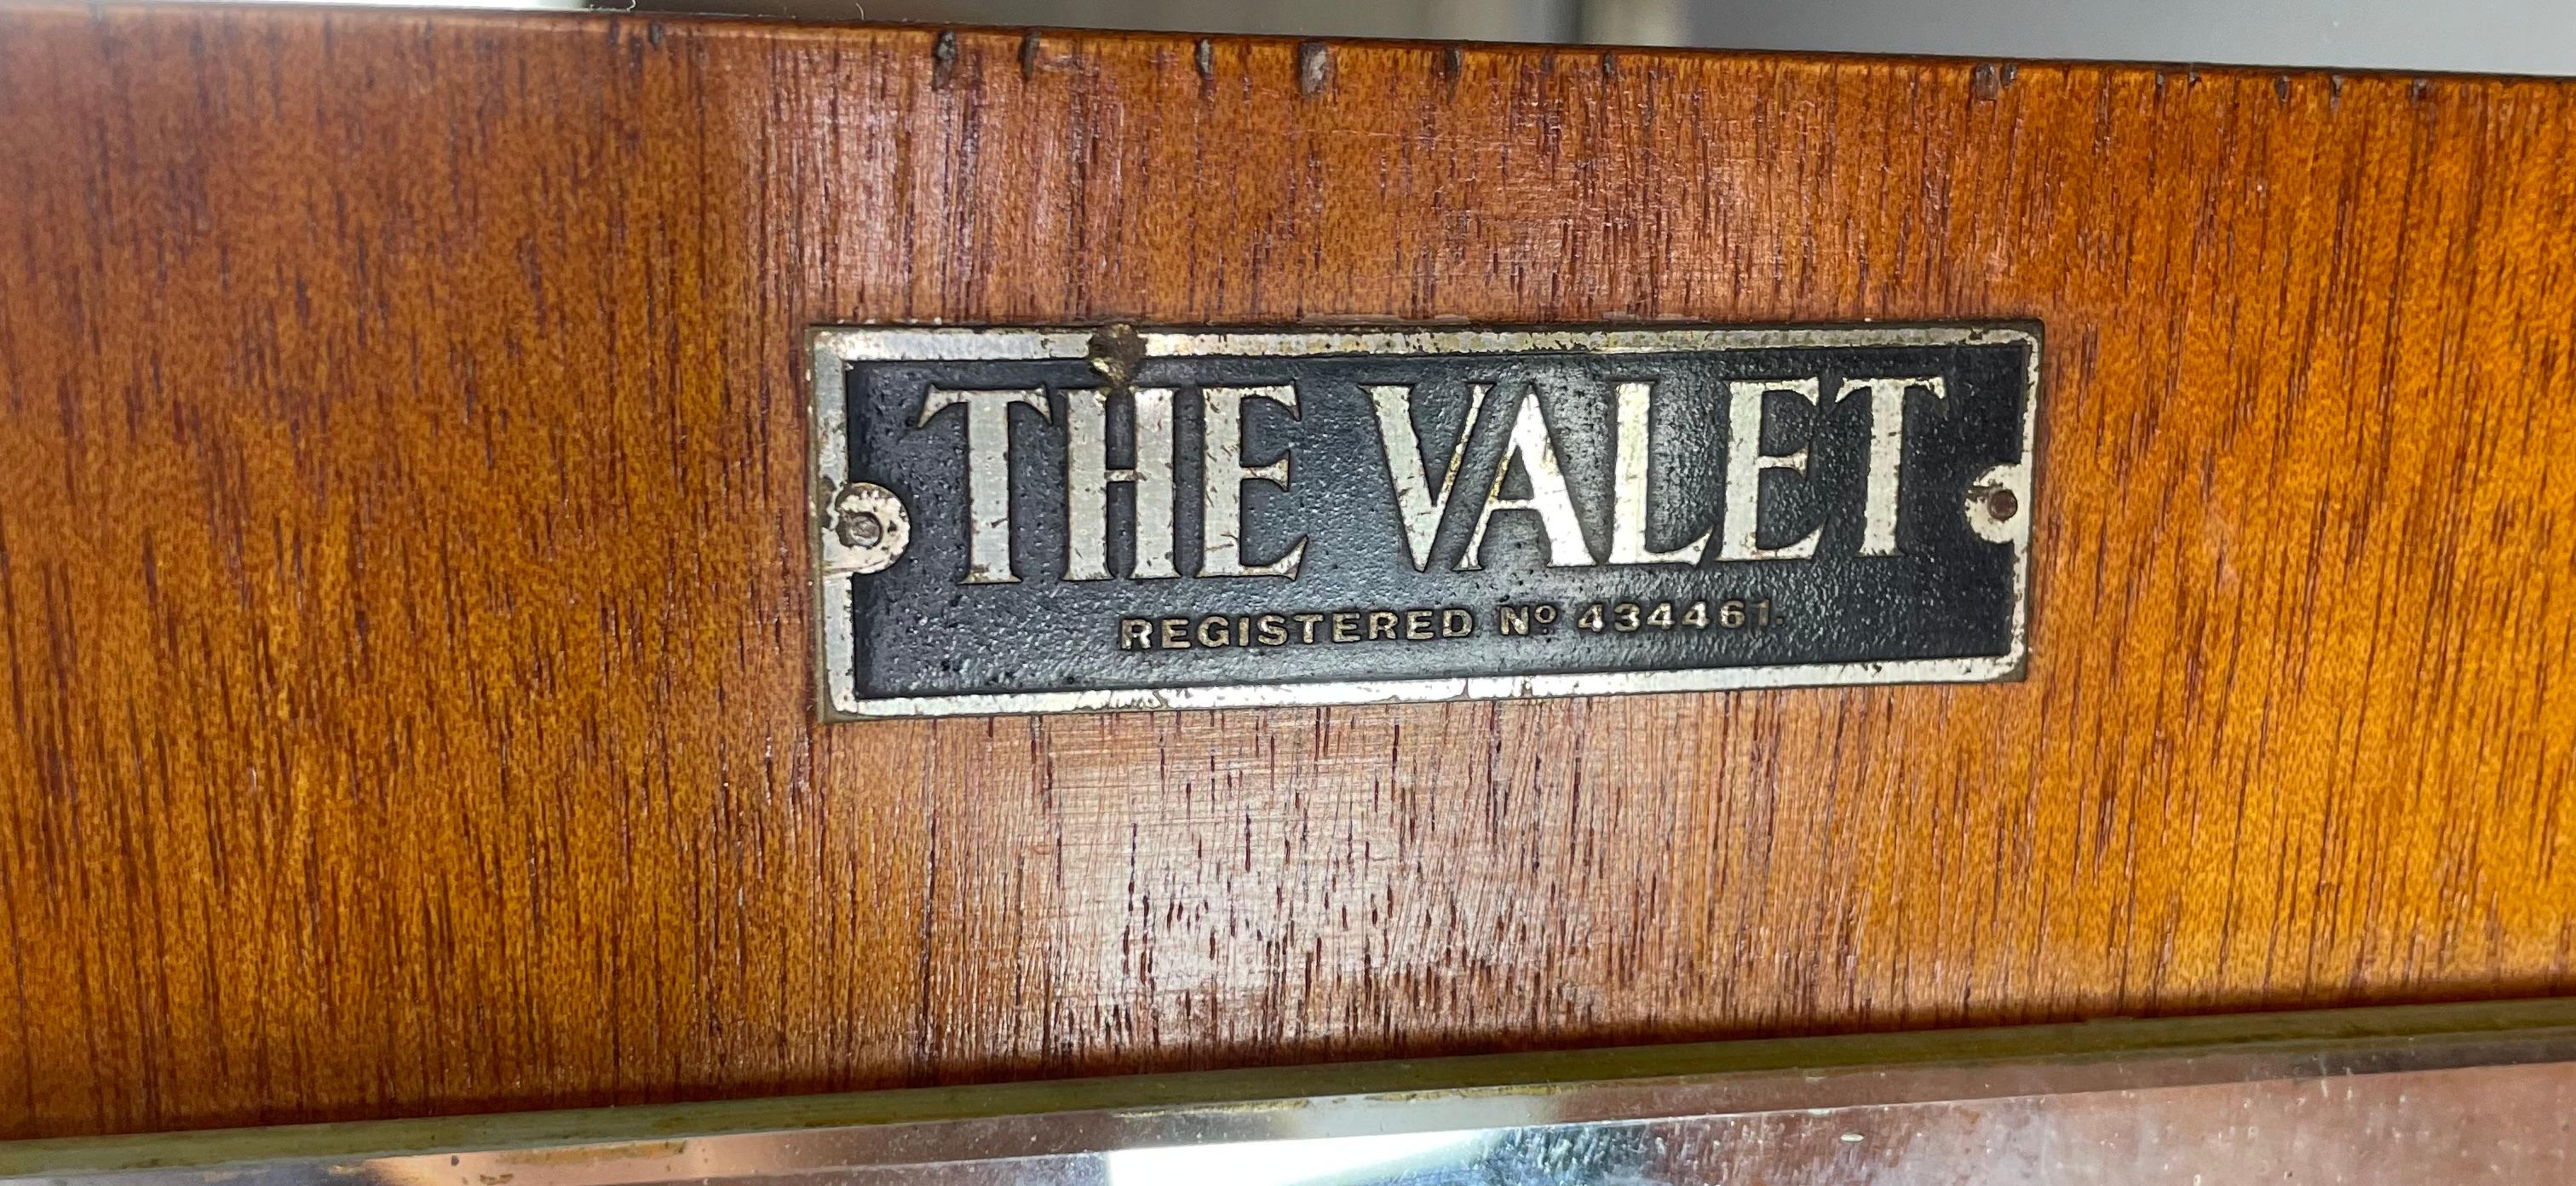 THE VALET
REGISTERED Nº 434461.